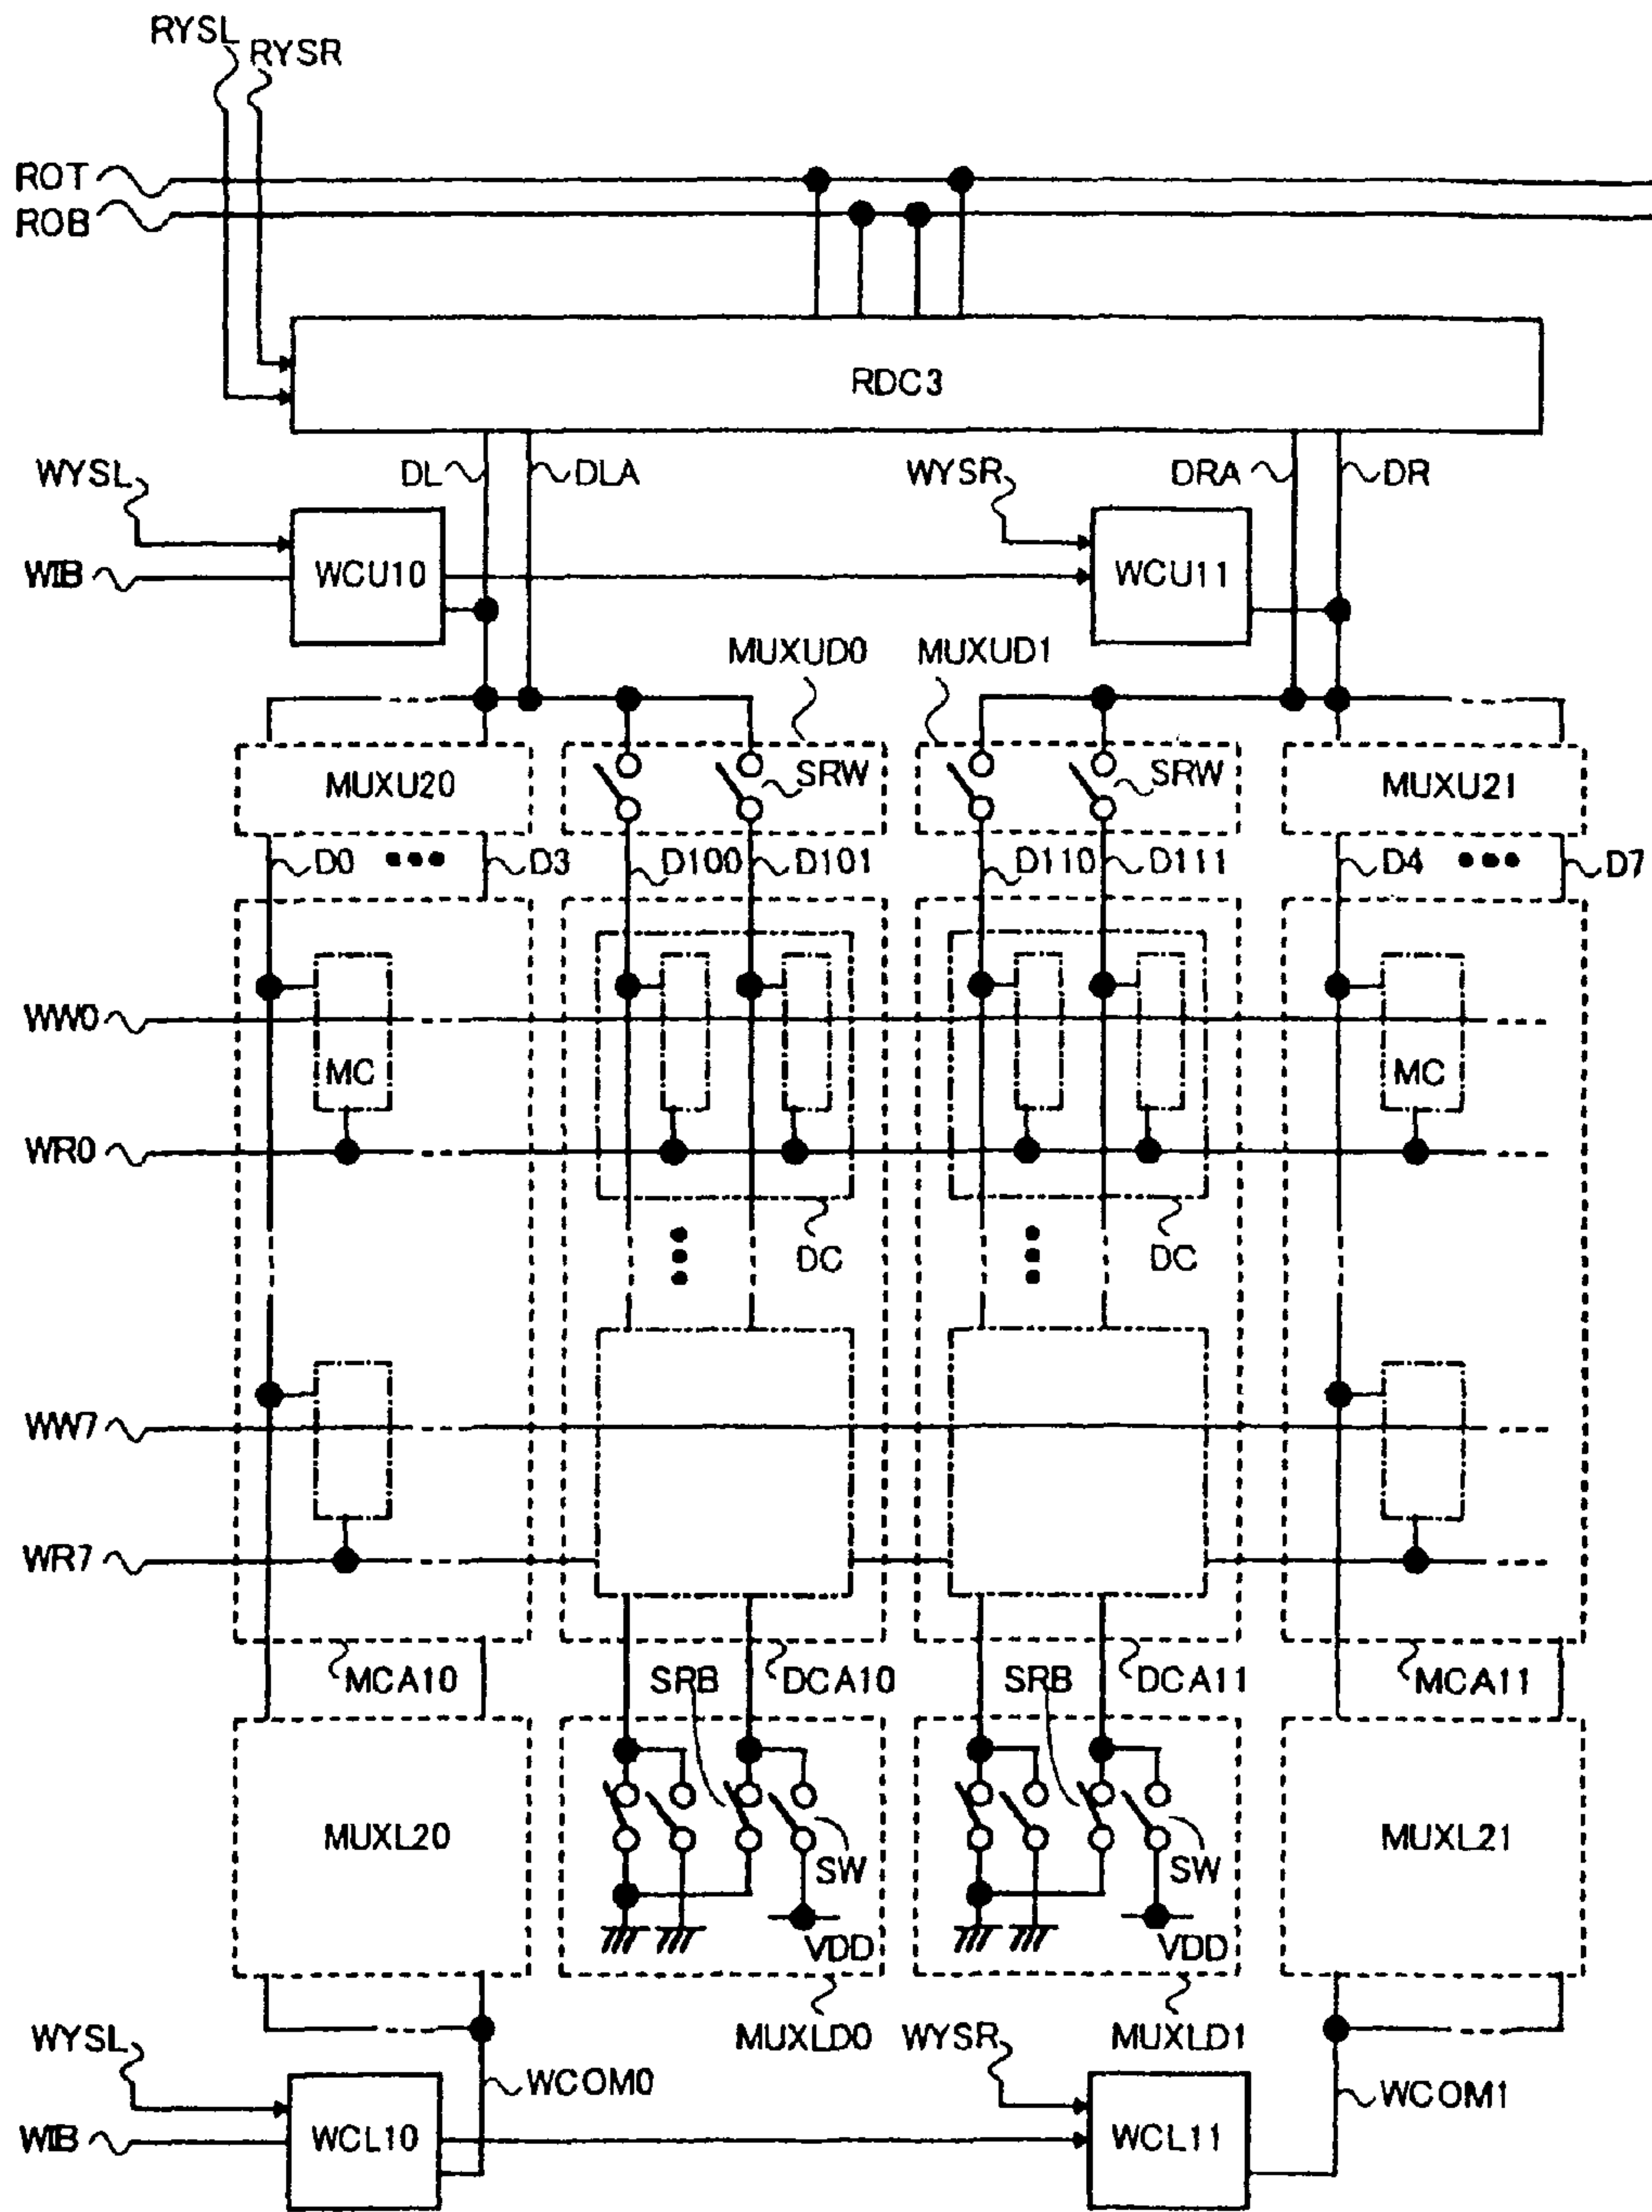 RYSL
RYSR
ROT
ROB
RDC3
WYSL
DL
DLA
WYSR
DRA
DR
WIB
WCU10
WCU11
MUXUD0
MUXUD1
MUXU20
SRW
SRW
MUXU21
D0
D3
D100
D101
D110
D111
D4
D7
WW0
MC
MC
WR0
DC
DC
WW7
WR7
MCA10
SRB
DCA10
SRB
DCA11
MCA11
MUXL20
SW
SW
MUXL21
VDD
VDD
WYSL
MUXLD0
WYSR
MUXLD1
WCOM0
WCOM1
WIB
WCL10
WCL11